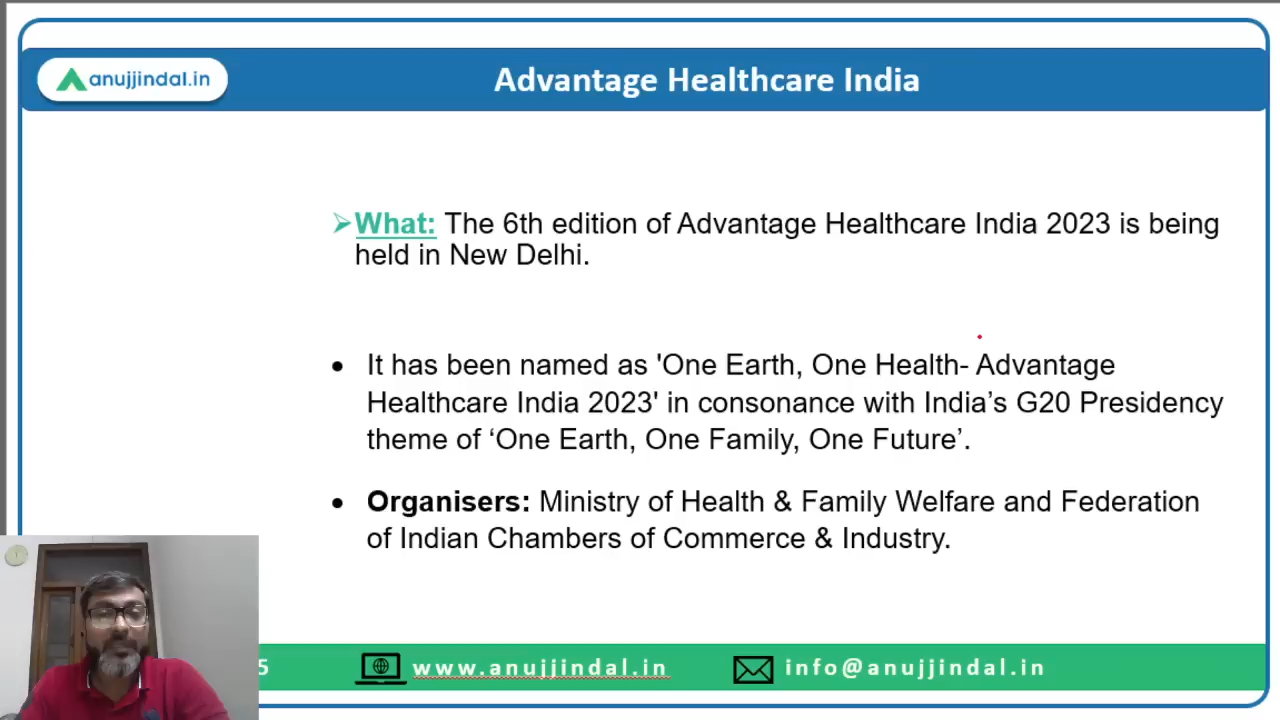 anujjindal.in
Advantage Healthcare India
What: The 6th edition of Advantage Healthcare India 2023 is being
held in New Delhi.
It has been named as 'One Earth, One Health- Advantage
Healthcare India 2023' in consonance with India’s G20 Presidency
theme of ‘One Earth, One Family, One Future’.
Organisers: Ministry of Health & Family Welfare and Federation
of Indian Chambers of Commerce & Industry.
5
www.anujjindal.in
info@anujjindal.in